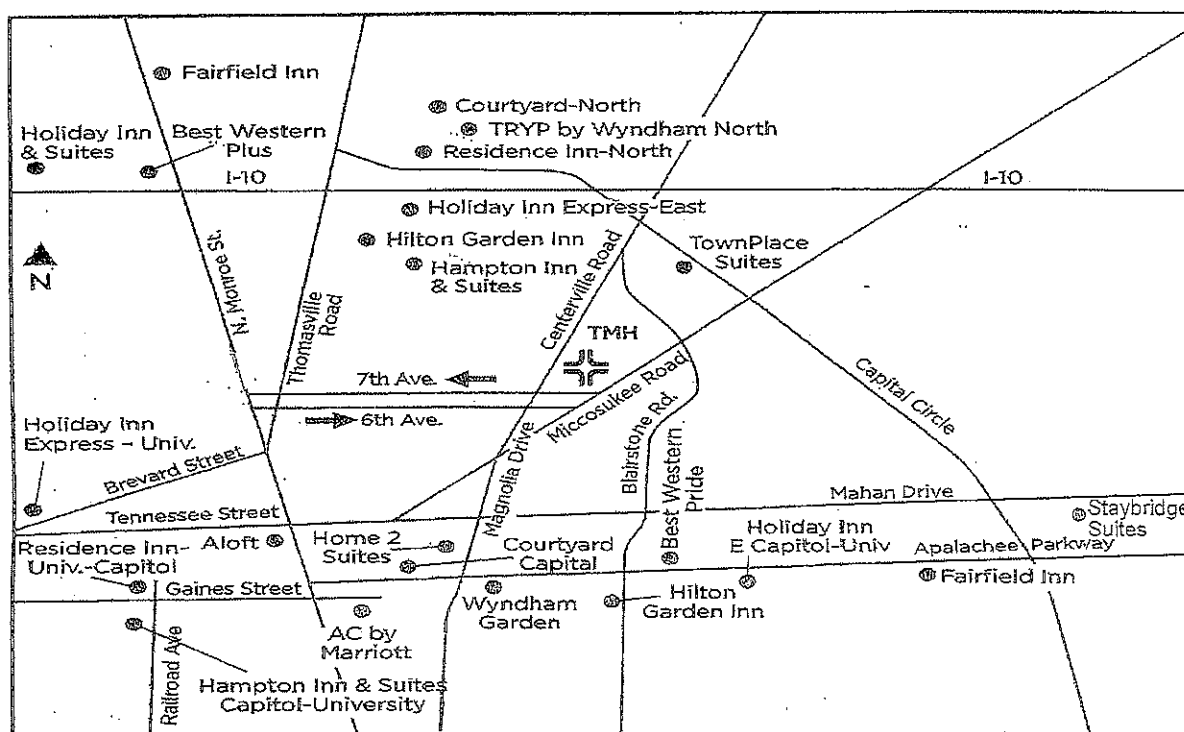 Fairfield Inn
Courtyard-North
TRYP by Wyndham North
Residence Inn-North
Holiday Inn
& Suites
Best Western
Plus
I-10
I-10
Holiday Inn Express-East
Hilton Garden Inn
Hampton Inn
& Suites
TownPlace
Suites
N
N. Monroe St.
Thomasville
Road
Centerville Road
TMH
7th Ave.
6th Ave.
Miccosukee Road
Capital Circle
Holiday Inn
Express - Univ.
Brevard Street
Magnolia Drive
Blairstone Rd.
Best Western
Pride
Tennessee Street
Mahan Drive
Staybridge
Suites
Residence Inn-
Univ.-Capitol
Aloft
Home 2
Suites
Courtyard
Capital
Holiday Inn
E Capitol-Univ
Apalachee Parkway
Gaines Street
Wyndham
Garden
Hilton
Garden Inn
Fairfield Inn
AC by
Marriott
Railroad Ave
Hampton Inn & Suites
Capitol-University